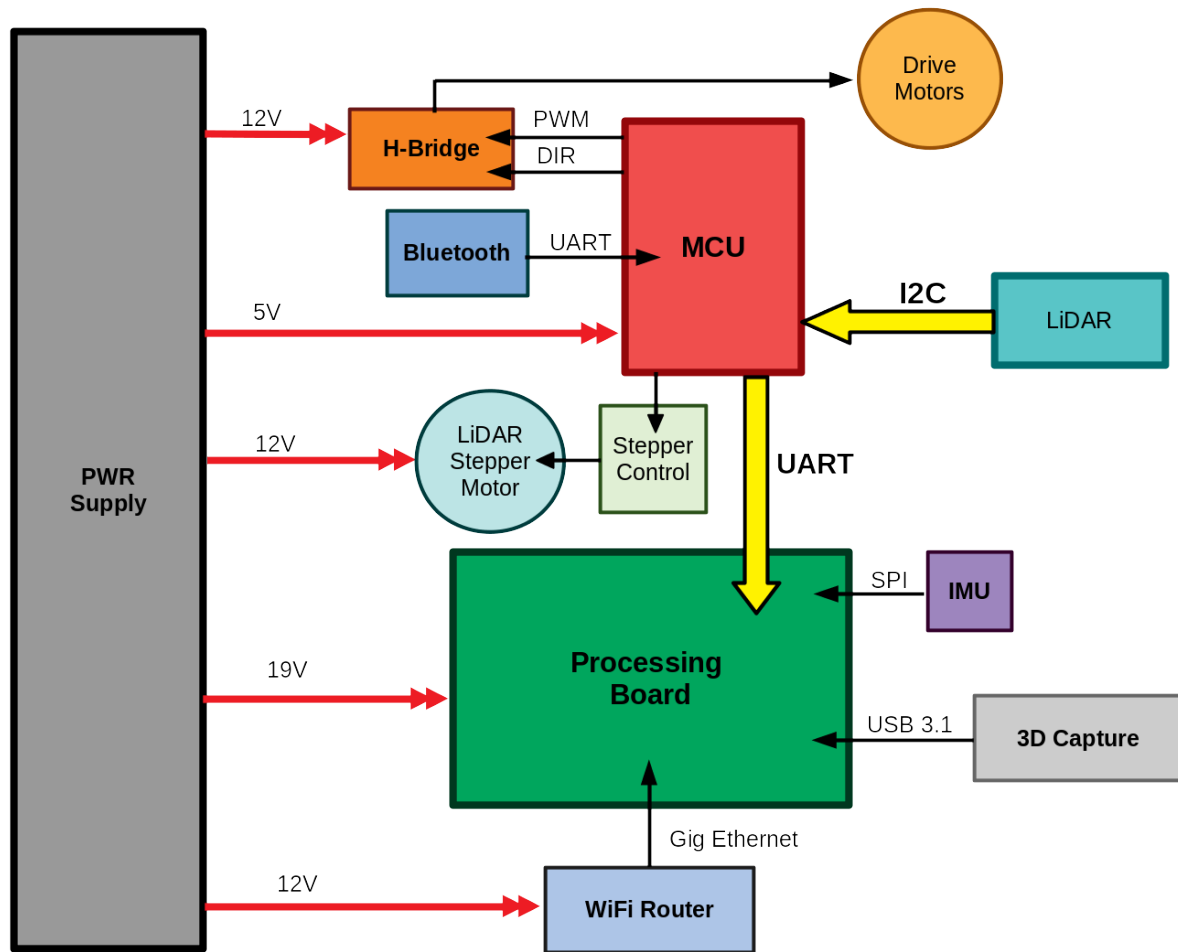 Drive
Motors
12V
H-Bridge
PWM
DIR
MCU
Bluetooth
UART
I2C
LiDAR
5V
12V
LiDAR
Stepper
Motor
Stepper
Control
UART
PWR
Supply
SPI
IMU
19V
Processing
Board
USB 3.1
3D Capture
Gig Ethernet
12V
WiFi Router